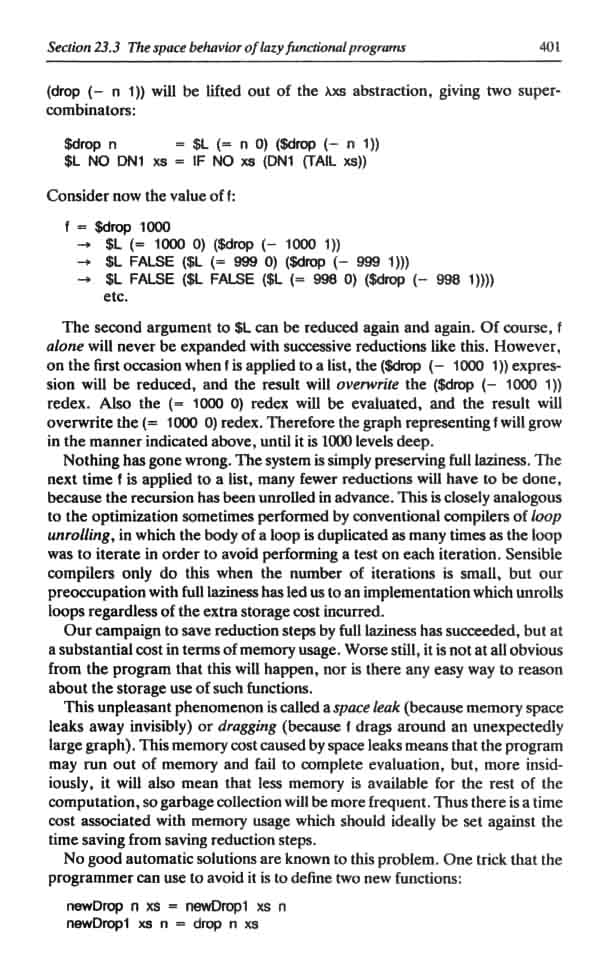 Section 23.3 The space behavior of lazy functional programs 401
(drop (− n 1)) will be lifted out of the λxs abstraction, giving two super-
combinators:
$drop n = $L (= n 0) ($drop (− n 1))
$L NO DN1 xs = IF NO xs (DN1 (TAIL xs))
Consider now the value of f:
f = $drop 1000
→ $L (= 1000 0) ($drop (− 1000 1))
→ $L FALSE ($L (= 999 0) ($drop (− 999 1)))
→ $L FALSE ($L FALSE ($L (= 998 0) ($drop (− 998 1))))
etc.
The second argument to $L can be reduced again and again. Of course, f
alone will never be expanded with successive reductions like this. However,
on the first occasion when f is applied to a list, the ($drop (− 1000 1)) expres-
sion will be reduced, and the result will overwrite the ($drop (− 1000 1))
redex. Also the (= 1000 0) redex will be evaluated, and the result will
overwrite the (= 1000 0) redex. Therefore the graph representing f will grow
in the manner indicated above, until it is 1000 levels deep.
Nothing has gone wrong. The system is simply preserving full laziness. The
next time f is applied to a list, many fewer reductions will have to be done,
because the recursion has been unrolled in advance. This is closely analogous
to the optimization sometimes performed by conventional compilers of loop
unrolling, in which the body of a loop is duplicated as many times as the loop
was to iterate in order to avoid performing a test on each iteration. Sensible
compilers only do this when the number of iterations is small, but our
preoccupation with full laziness has led us to an implementation which unrolls
loops regardless of the extra storage cost incurred.
Our campaign to save reduction steps by full laziness has succeeded, but at
a substantial cost in terms of memory usage. Worse still, it is not at all obvious
from the program that this will happen, nor is there any easy way to reason
about the storage use of such functions.
This unpleasant phenomenon is called a space leak (because memory space
leaks away invisibly) or dragging (because f drags around an unexpectedly
large graph). This memory cost caused by space leaks means that the program
may run out of memory and fail to complete evaluation, but, more insid-
iously, it will also mean that less memory is available for the rest of the
computation, so garbage collection will be more frequent. Thus there is a time
cost associated with memory usage which should ideally be set against the
time saving from saving reduction steps.
No good automatic solutions are known to this problem. One trick that the
programmer can use to avoid it is to define two new functions:
newDrop n xs = newDrop1 xs n
newDrop1 xs n = drop n xs